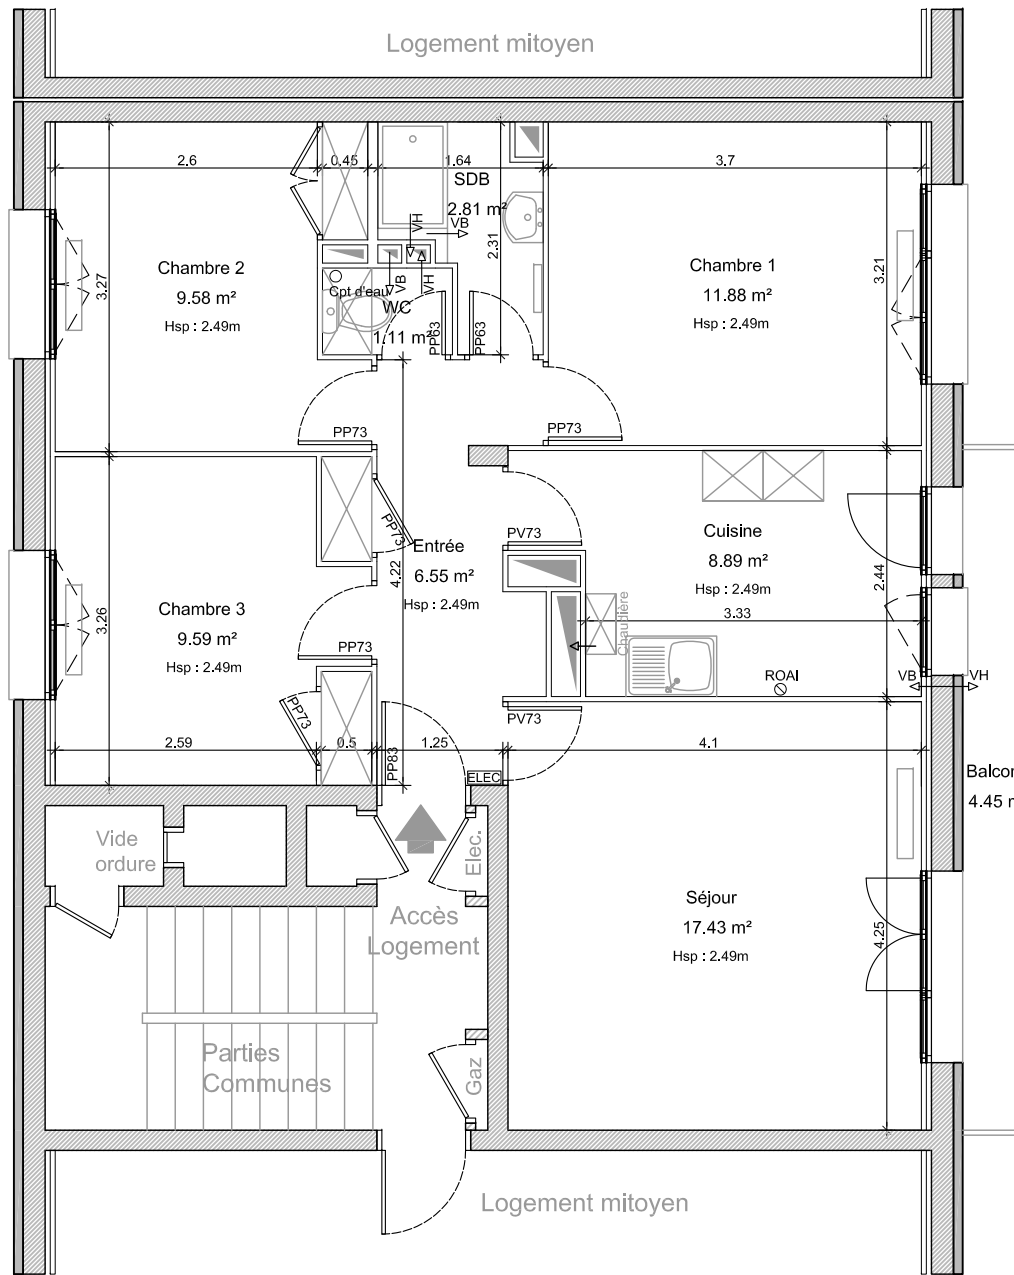 Logement mitoyen
2.6
0.45
1.64
3.7
SDB
2.81 m²
VH
VB
2.31
3.27
3.21
Chambre 2
9.58 m²
Hsp : 2.49m
Cpt d'eau
VB
VH
WC
1.11 m²
PP63
PP63
Chambre 1
11.88 m²
Hsp : 2.49m
PP73
PP73
PP73
PV73
Entrée
6.55 m²
Hsp : 2.49m
4.22
Cuisine
8.89 m²
Hsp : 2.49m
2.44
3.33
Chaudière
Chambre 3
9.59 m²
Hsp : 2.49m
3.26
PP73
PP73
ROAI
VB
VH
PV73
2.59
0.5
1.25
4.1
PP83
ELEC
Balcon
4.45 m
Vide
ordure
Elec.
Accès
Logement
Séjour
17.43 m²
Hsp : 2.49m
4.25
Parties
Communes
Gaz
Logement mitoyen